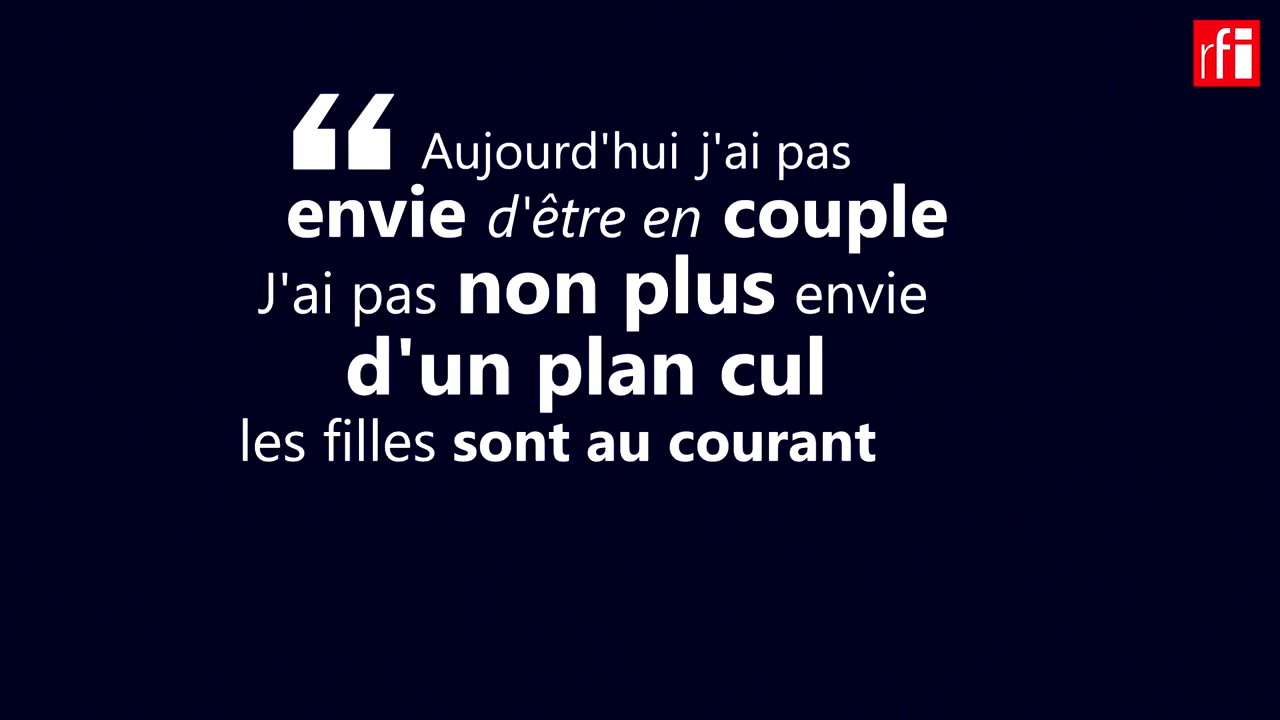 rfi
“ Aujourd'hui j'ai pas
envie d'être en couple
J'ai pas non plus envie
d'un plan cul
les filles sont au courant